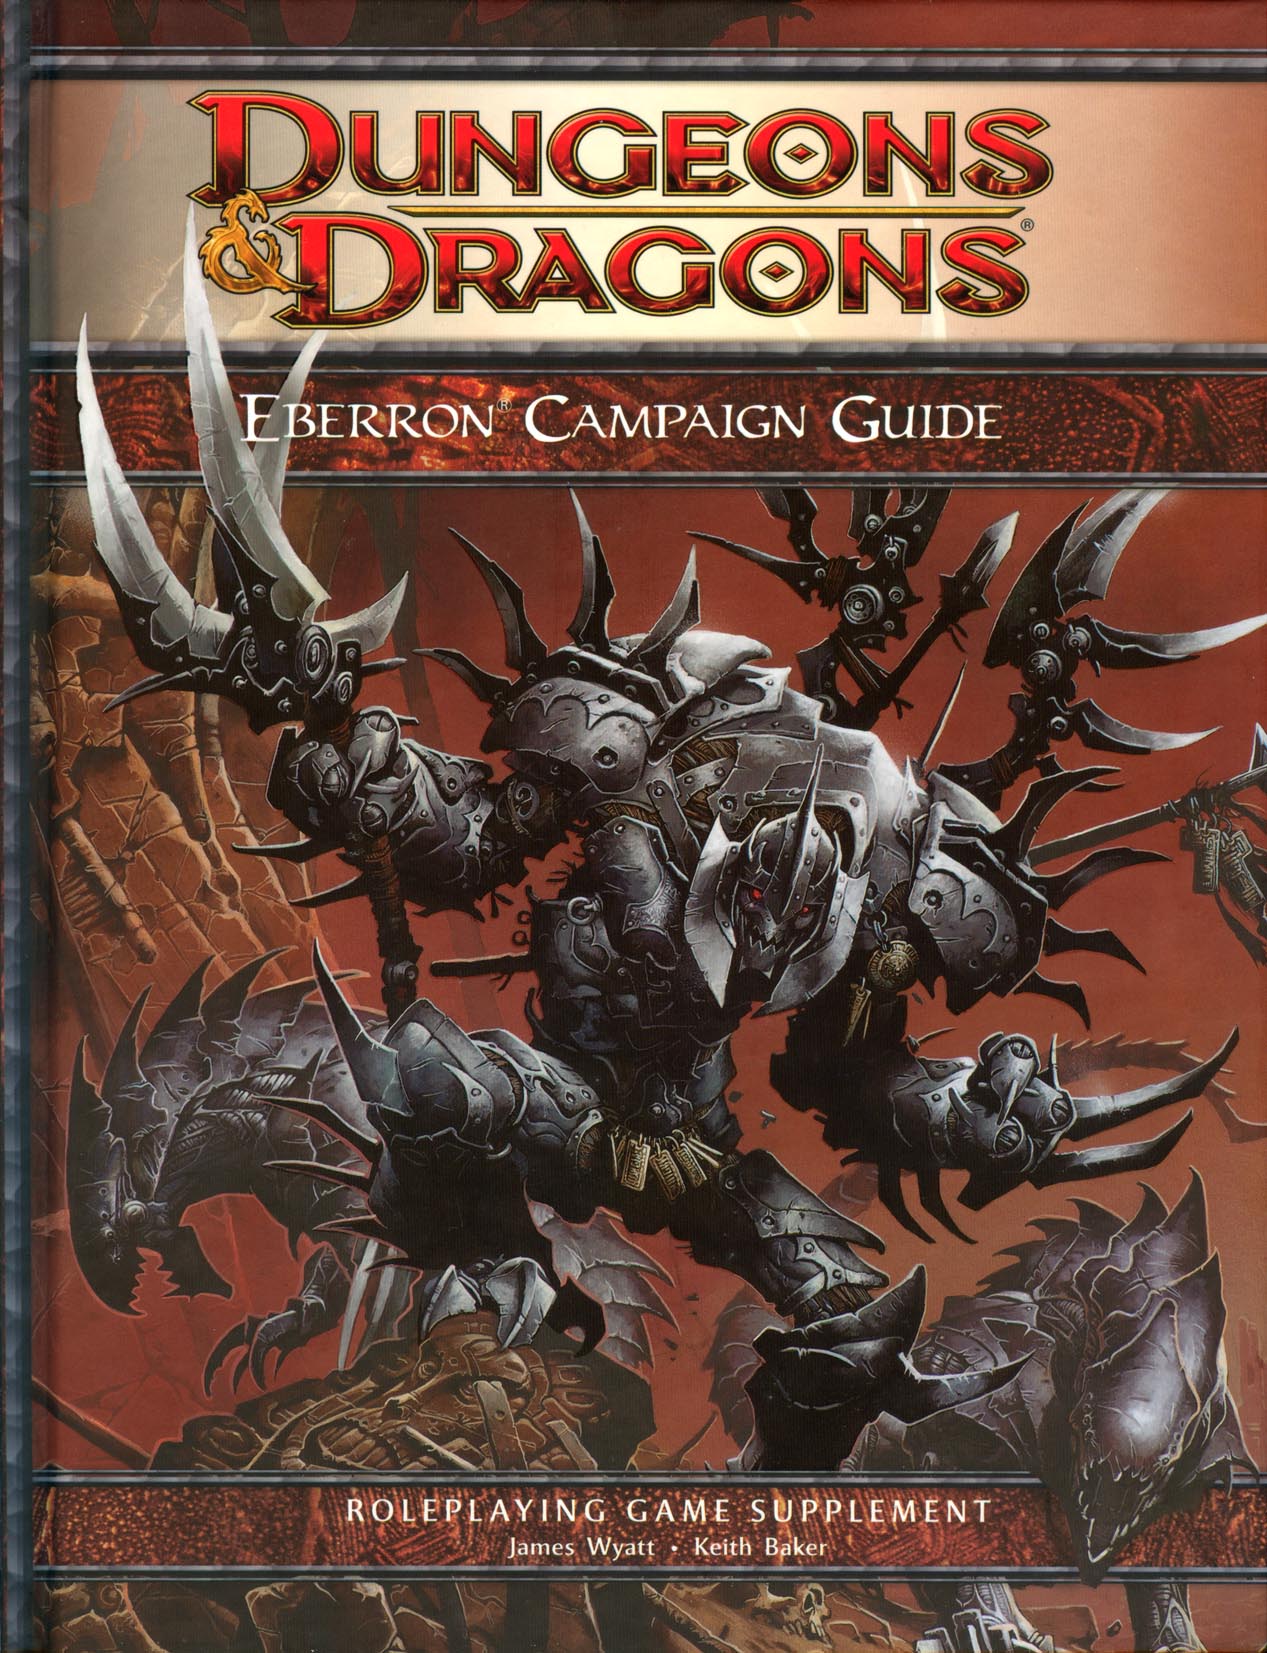 DUNGEONS
& DRAGONS®
EBERRON® CAMPAIGN GUIDE
ROLEPLAYING GAME SUPPLEMENT
James Wyatt • Keith Baker